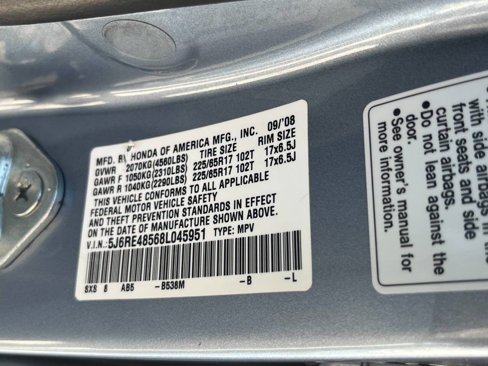 MFD. BY HONDA OF AMERICA MFG., INC. 09/'08
GVWR 2070KG(4560LBS) TIRE SIZE RIM SIZE
GAWR F 1050KG(2310LBS) 225/65R17 102T 17x6.5J
GAWR R 1040KG(2290LBS) 225/65R17 102T 17x6.5J
THIS VEHICLE CONFORMS TO ALL APPLICABLE
FEDERAL MOTOR VEHICLE SAFETY
AND THEFT PREVENTION STANDARDS IN EFFECT
ON THE DATE OF MANUFACTURE SHOWN ABOVE.
V.I.N.:5J6RE48568L045951 TYPE: MPV
SXS 8 AB5 -B538M -B -L
with side airbags.
front seats and side
curtain airbags.
● Do not lean against the
door.
● See owner's manual
for more